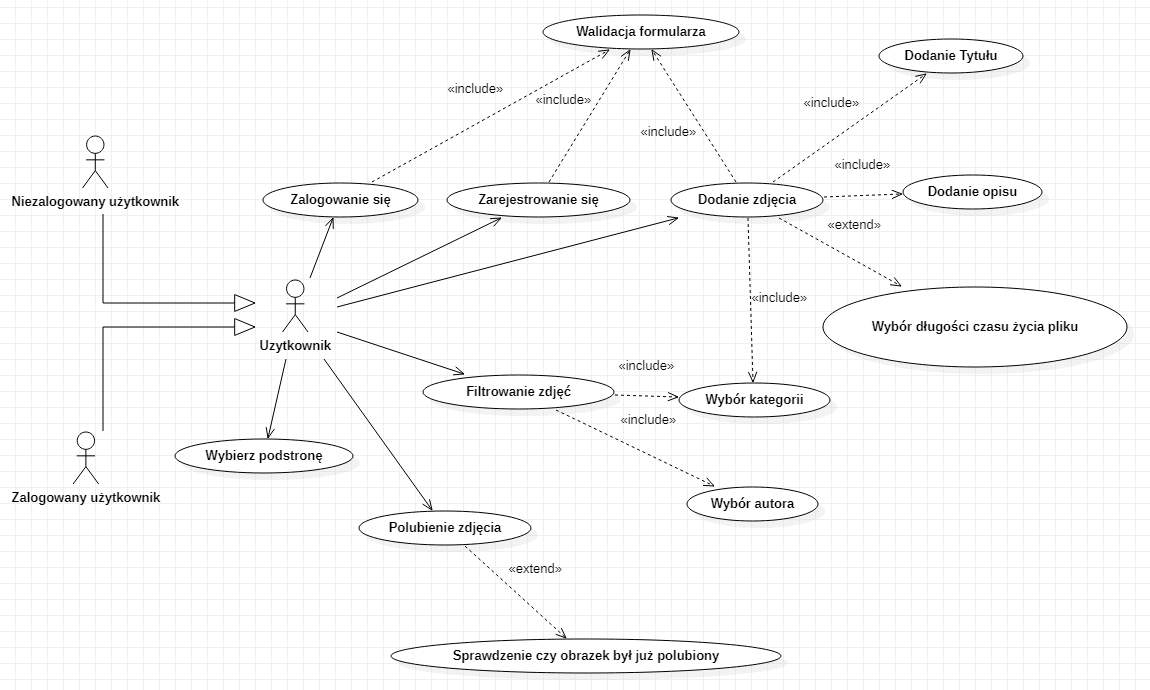 Walidacja formularza
Dodanie Tytułu
«include»
«include»
«include»
«include»
Niezalogowany użytkownik
Zalogowanie się
Zarejestrowanie się
Dodanie zdjęcia
«include»
Dodanie opisu
«extend»
«include»
Wybór długości czasu życia pliku
Uzytkownik
«include»
Filtrowanie zdjęć
Wybór kategorii
«include»
Wybierz podstronę
Zalogowany użytkownik
Wybór autora
Polubienie zdjęcia
«extend»
Sprawdzenie czy obrazek był już polubiony